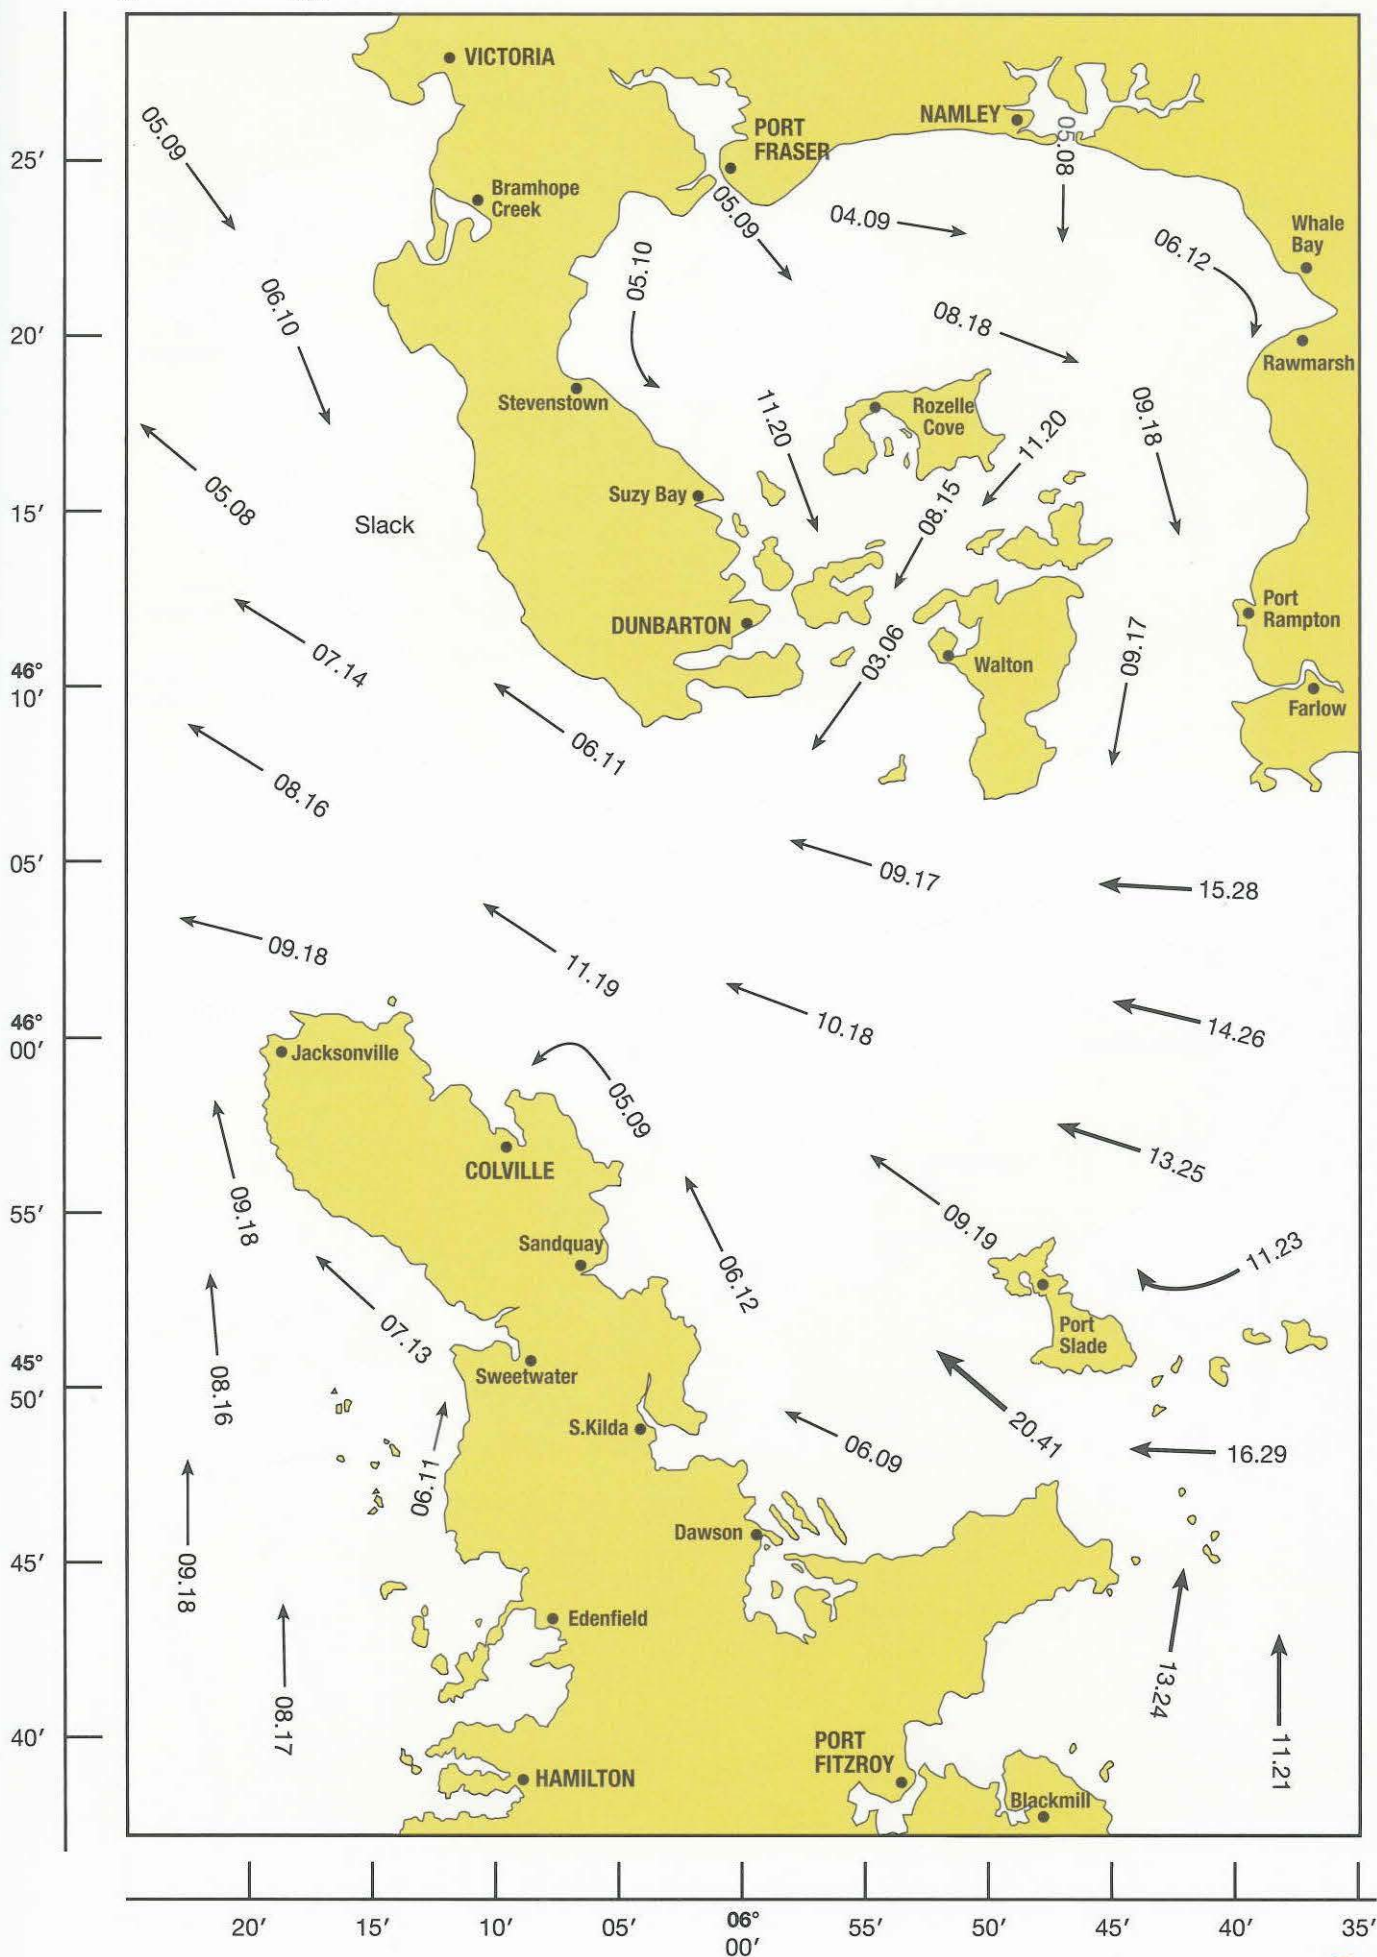 VICTORIA
NAMLEY
PORT
FRASER
05.09
05.08
25′
Bramhope
Creek
05.09
04.09
Whale
Bay
06.12
05.10
06.10
08.18
20′
Rawmarsh
Stevenstown
11.20
Rozelle
Cove
11.20
09.18
05.08
Suzy Bay
08.15
15′
Slack
Port
Rampton
DUNBARTON
03.06
09.17
07.14
Walton
46°
10′
Farlow
06.11
08.16
05′
09.17
15.28
09.18
11.19
10.18
14.26
46°
00′
Jacksonville
05.09
COLVILLE
13.25
09.18
55′
09.19
Sandquay
11.23
06.12
07.13
Port
Slade
45°
50′
08.16
Sweetwater
S.Kilda
20.41
06.09
16.29
06.11
Dawson
45′
09.18
Edenfield
13.24
08.17
40′
PORT
FITZROY
11.21
HAMILTON
Blackmill
20′ 15′ 10′ 05′ 06° 55′ 50′ 45′ 40′ 35′
00′